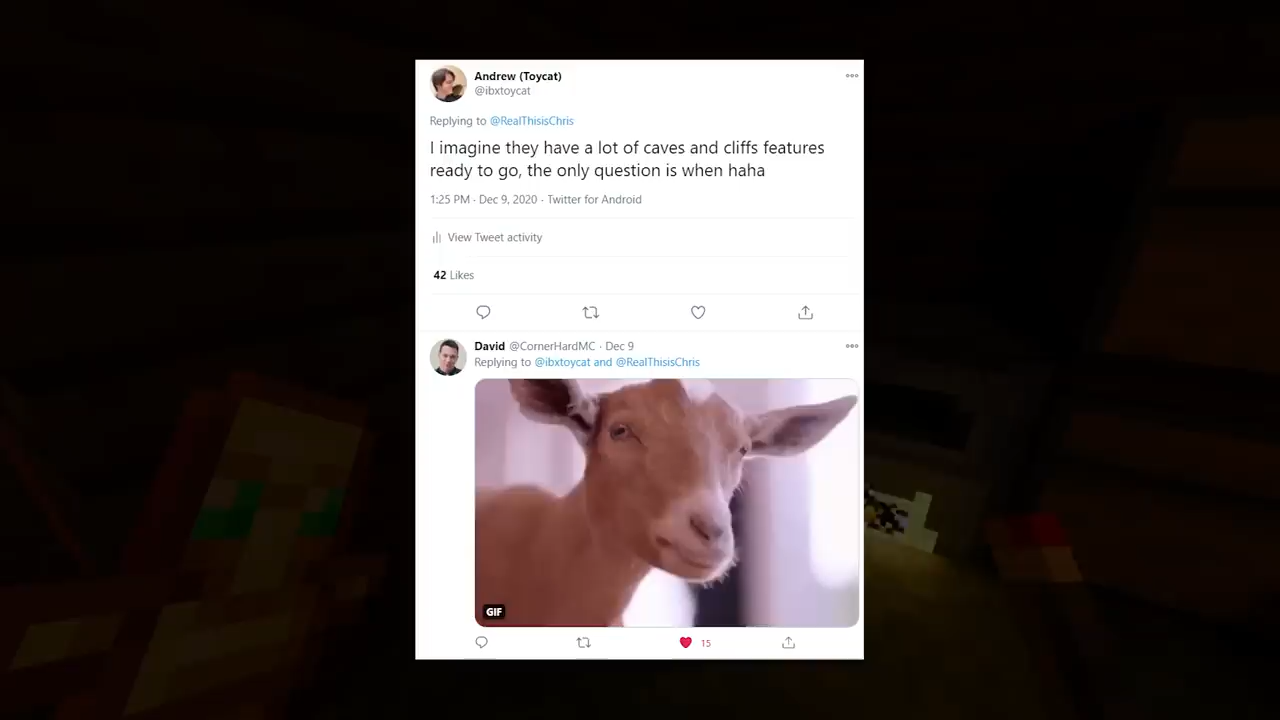 Andrew (Toycat)
@ibxtoycat
Replying to @RealThisisChris
I imagine they have a lot of caves and cliffs features
ready to go, the only question is when haha
1:25 PM · Dec 9, 2020 · Twitter for Android
View Tweet activity
42 Likes
David @CornerHardMC · Dec 9
Replying to @ibxtoycat and @RealThisisChris
GIF
15